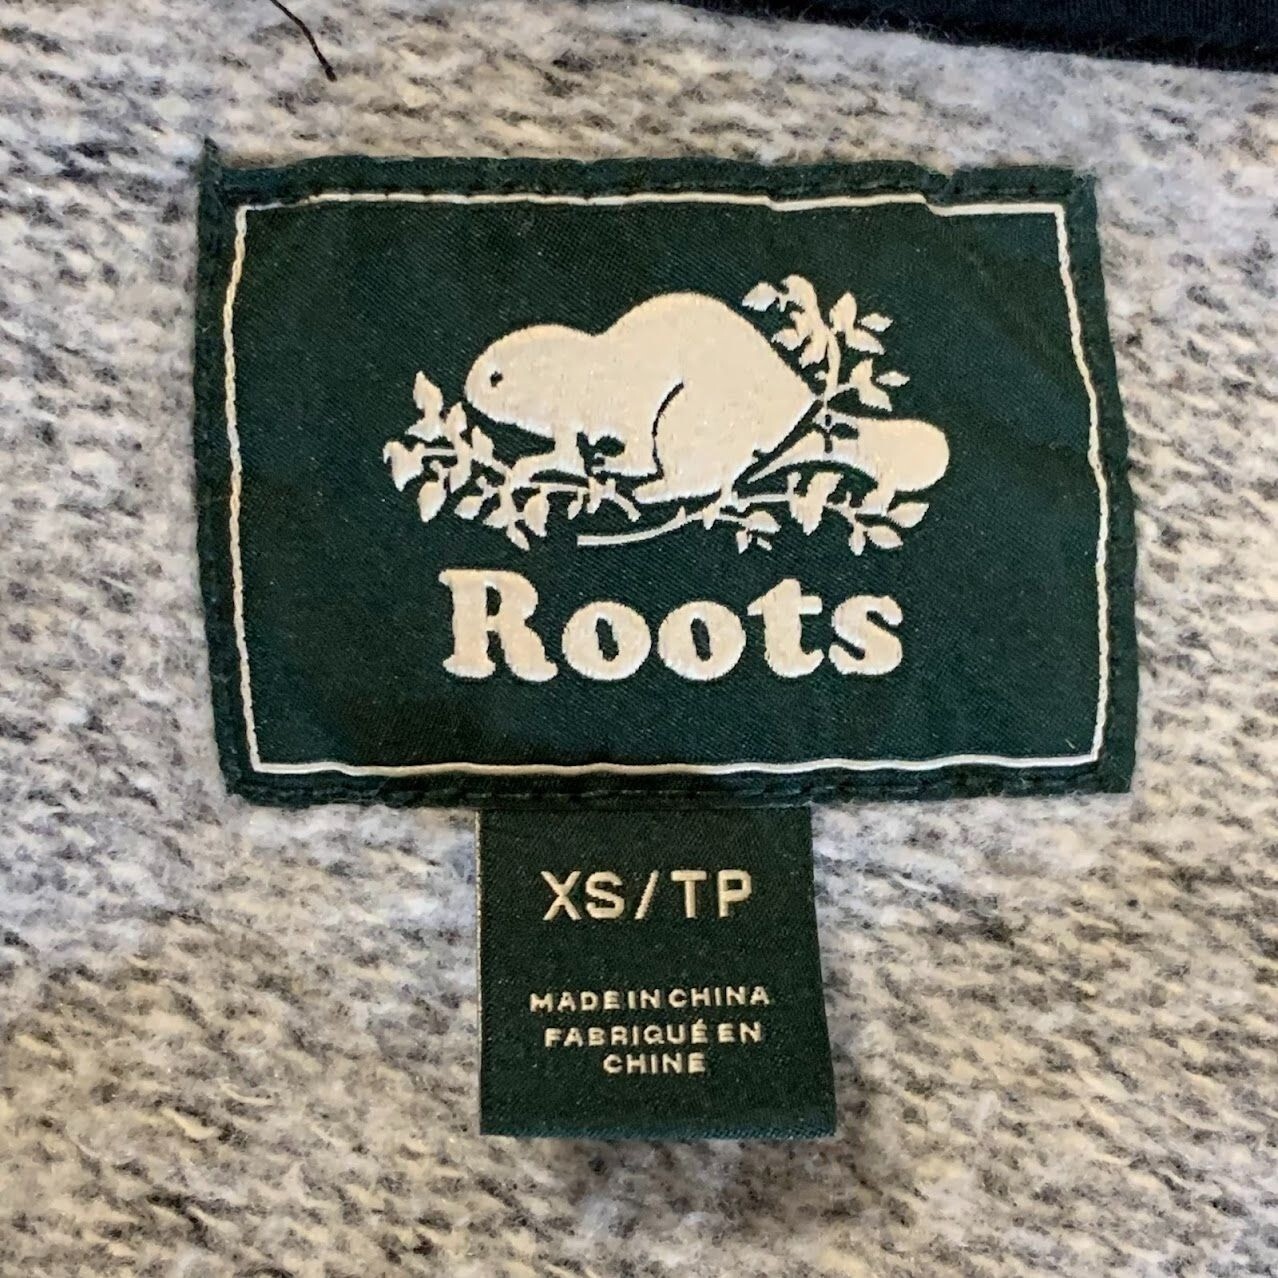 Roots
XS/TP
MADE IN CHINA
FABRIQUÉ EN
CHINE